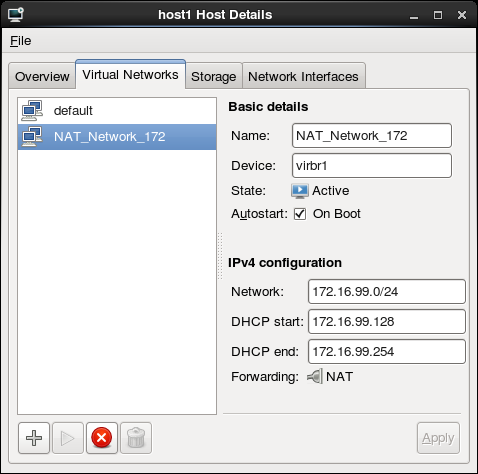 host1 Host Details
File
Overview
Virtual Networks
Storage
Network Interfaces
default
NAT_Network_172
Basic details
Name: NAT_Network_172
Device: virbr1
State: Active
Autostart: On Boot
IPv4 configuration
Network: 172.16.99.0/24
DHCP start: 172.16.99.128
DHCP end: 172.16.99.254
Forwarding: NAT
Apply